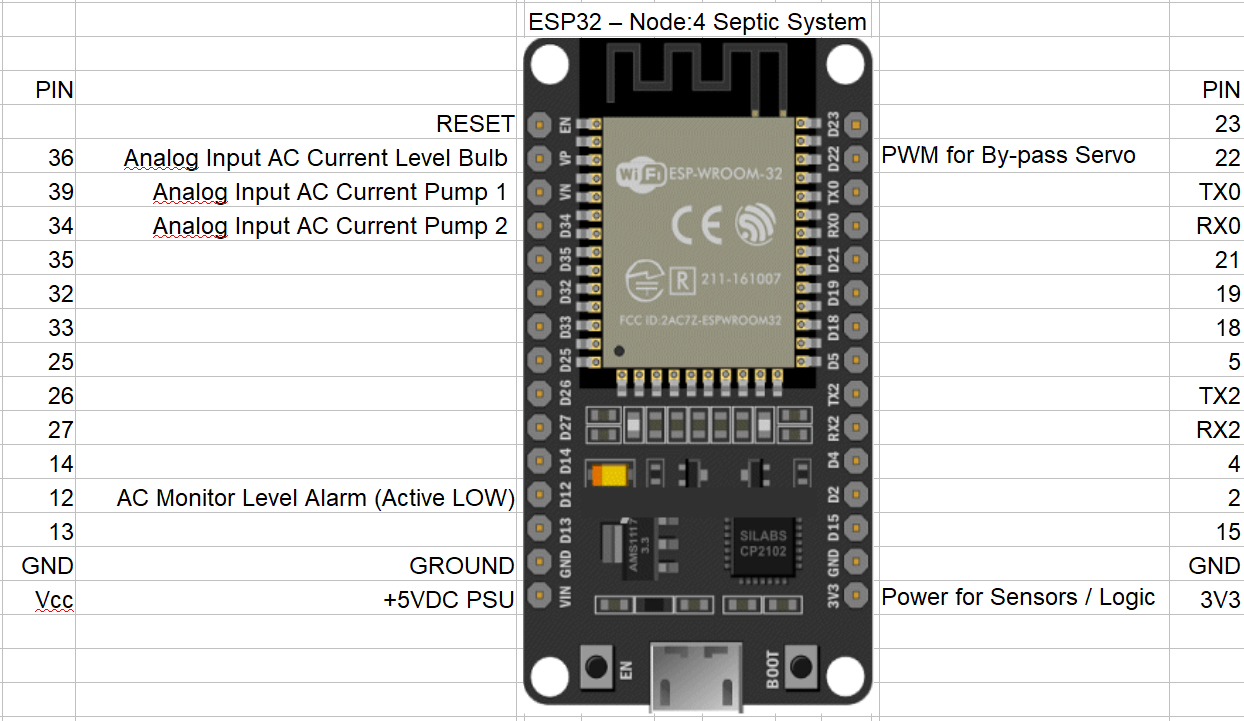 ESP32 – Node:4 Septic System
PIN PIN
RESET EN D23 23
36 Analog Input AC Current Level Bulb VP D22 PWM for By-pass Servo 22
39 Analog Input AC Current Pump 1 VN TX0 TX0
34 Analog Input AC Current Pump 2 D34 RX0 RX0
35 D35 D21 21
32 D32 D19 19
33 D33 D18 18
25 D25 D5 5
26 D26 TX2 TX2
27 D27 RX2 RX2
14 D14 D4 4
12 AC Monitor Level Alarm (Active LOW) D12 D2 2
13 D13 D15 15
GND GROUND GND GND GND
Vcc +5VDC PSU VIN 3V3 Power for Sensors / Logic 3V3
WiFi ESP-WROOM-32
CE
R 211-161007
FCC ID:2AC7Z-ESPWROOM32
AMS1117
3.3
SILABS
CP2102
EN
BOOT